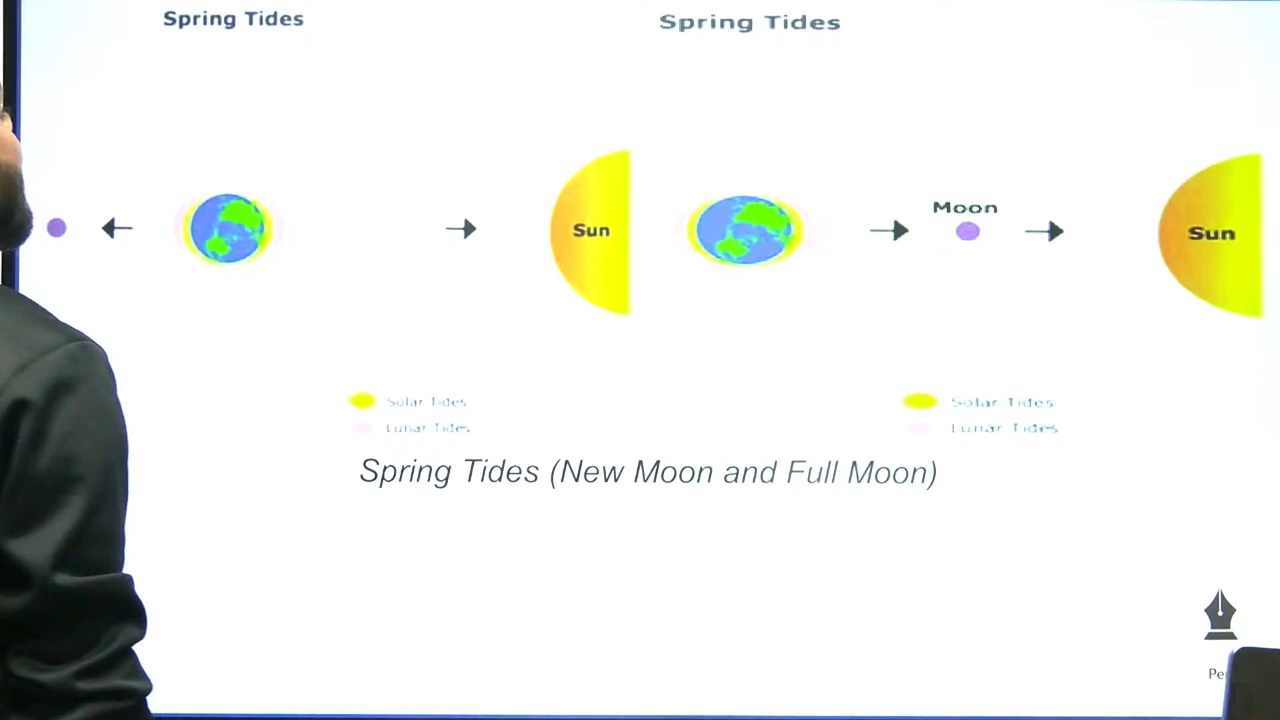 Spring Tides
Spring Tides
Moon
Sun
Sun
Solar Tides
Lunar Tides
Solar Tides
Lunar Tides
Spring Tides (New Moon and Full Moon)